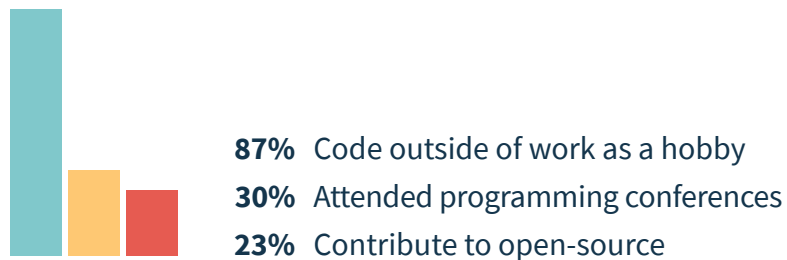 87% Code outside of work as a hobby
30% Attended programming conferences
23% Contribute to open-source